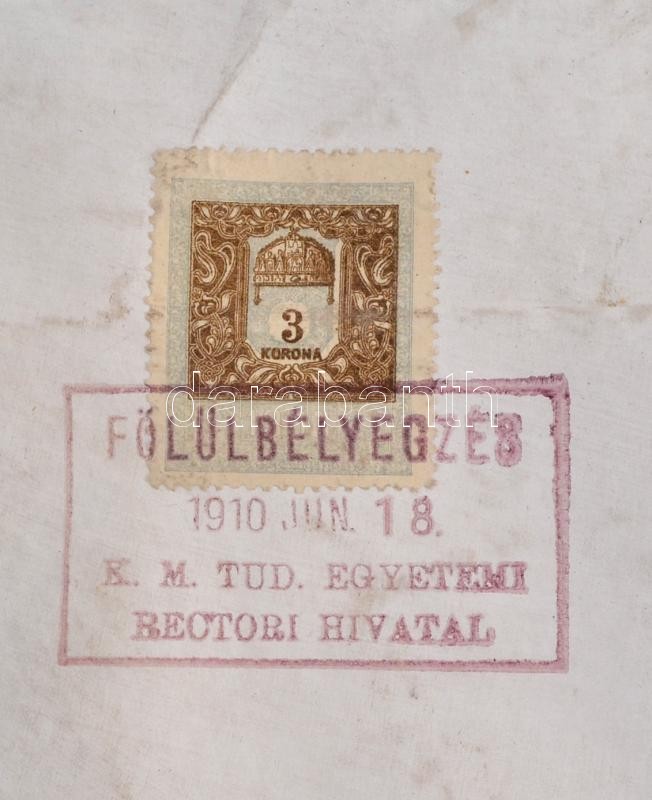 3
KORONA
darabanth
FÖLÜLBÉLYEGZÉS
1910 JUN. 18.
K. M. TUD. EGYETEMI
RECTORI HIVATAL